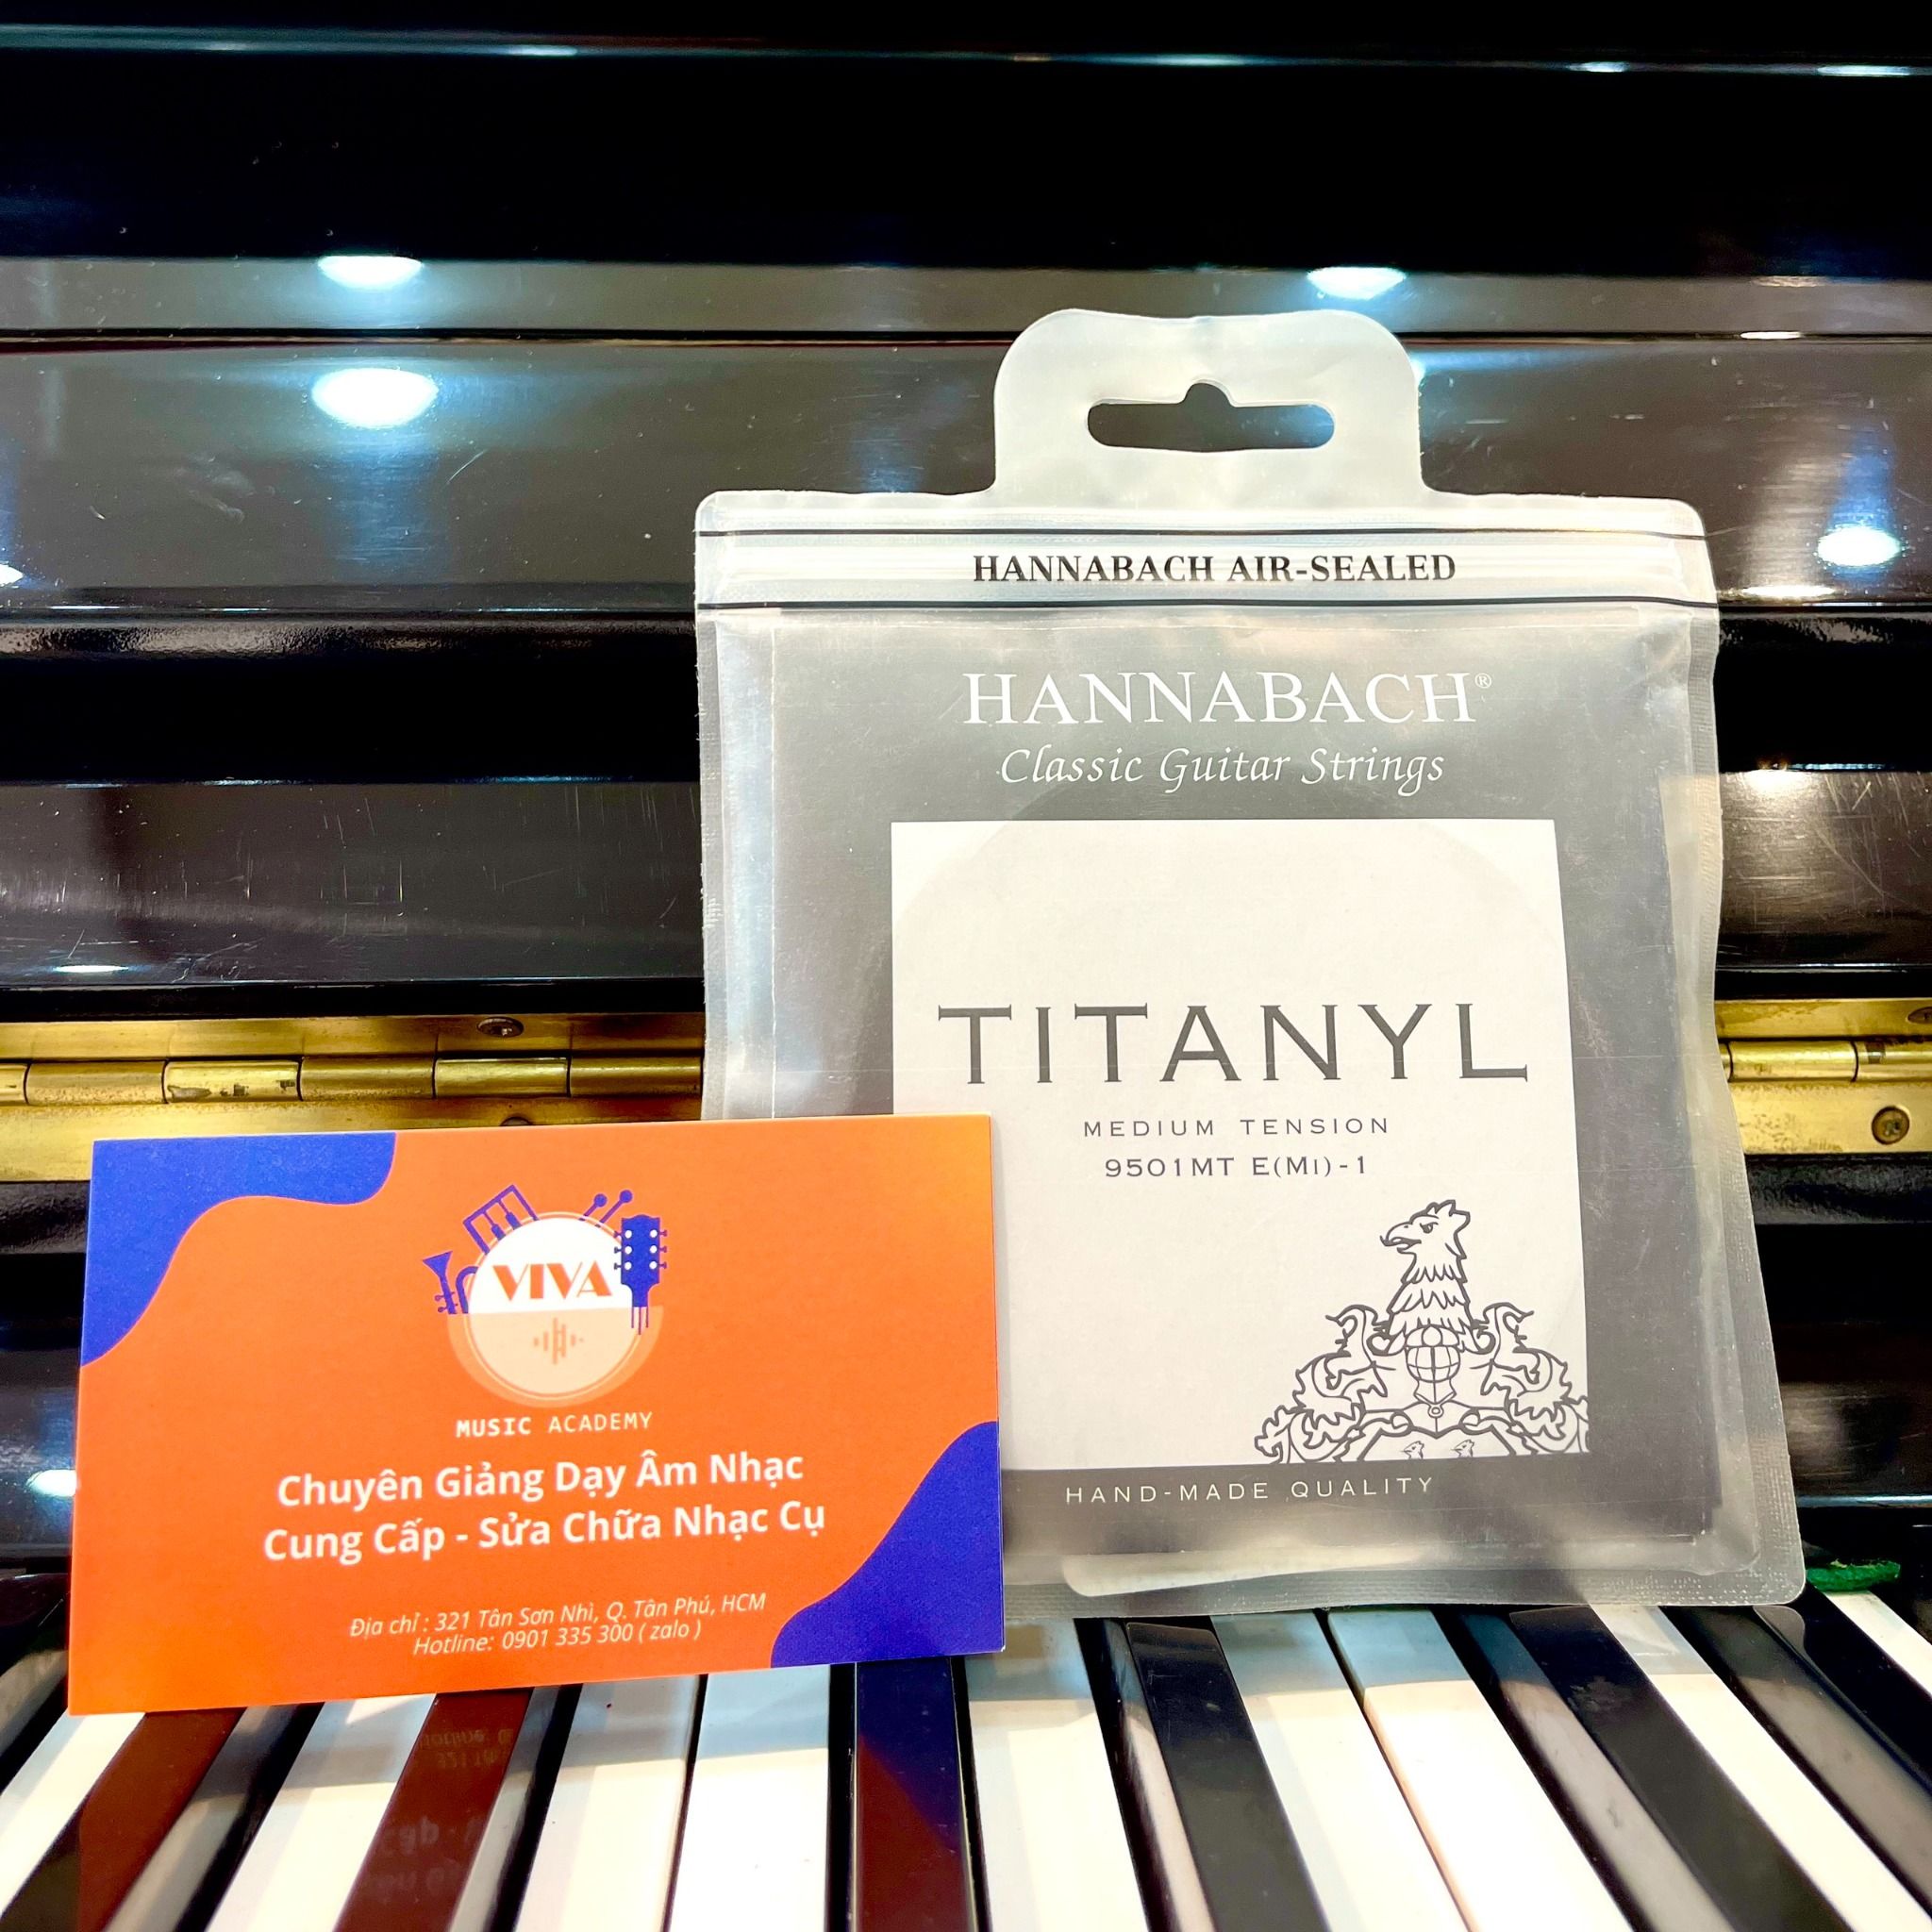 HANNABACH AIR-SEALED
HANNABACH®
Classic Guitar Strings
TITANYL
MEDIUM TENSION
9501MT E(MI)-1
HAND-MADE QUALITY
VIVA
MUSIC ACADEMY
Chuyên Giảng Dạy Âm Nhạc
Cung Cấp - Sửa Chữa Nhạc Cụ
Địa chỉ : 321 Tân Sơn Nhì, Q. Tân Phú, HCM
Hotline: 0901 335 300 ( zalo )